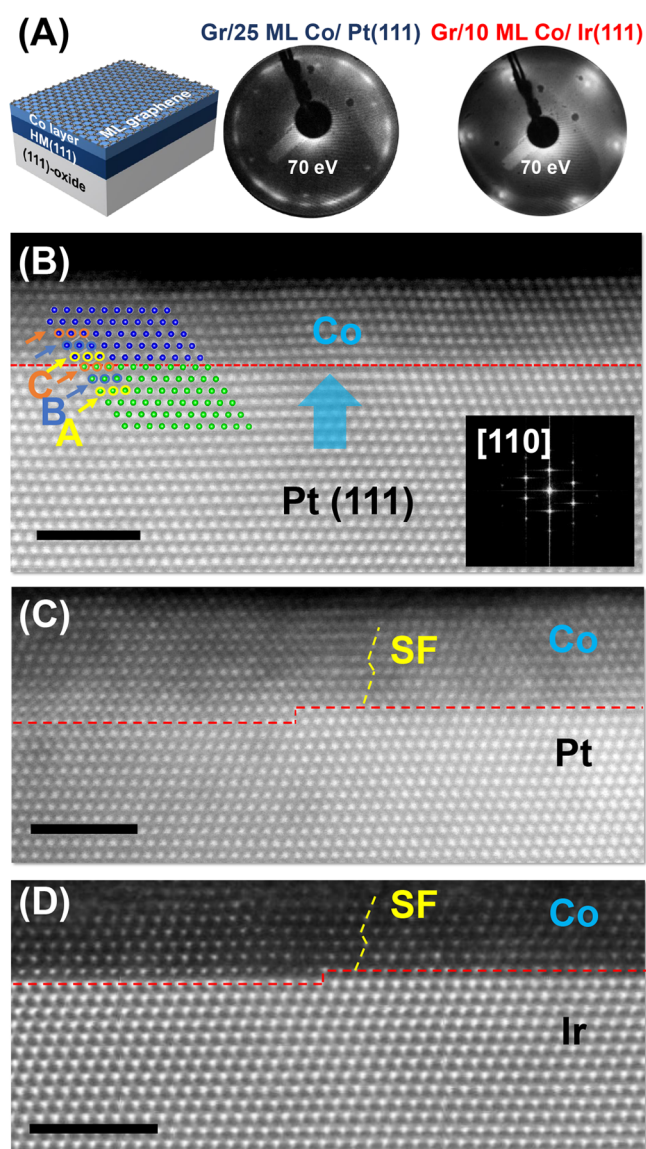 (A)
Gr/25 ML Co/ Pt(111)
Gr/10 ML Co/ Ir(111)
ML graphene
Co layer
HM(111)
(111)-oxide
70 eV
70 eV
(B)
Co
C
B
A
[110]
Pt (111)
(C)
SF
Co
Pt
(D)
SF
Co
Ir